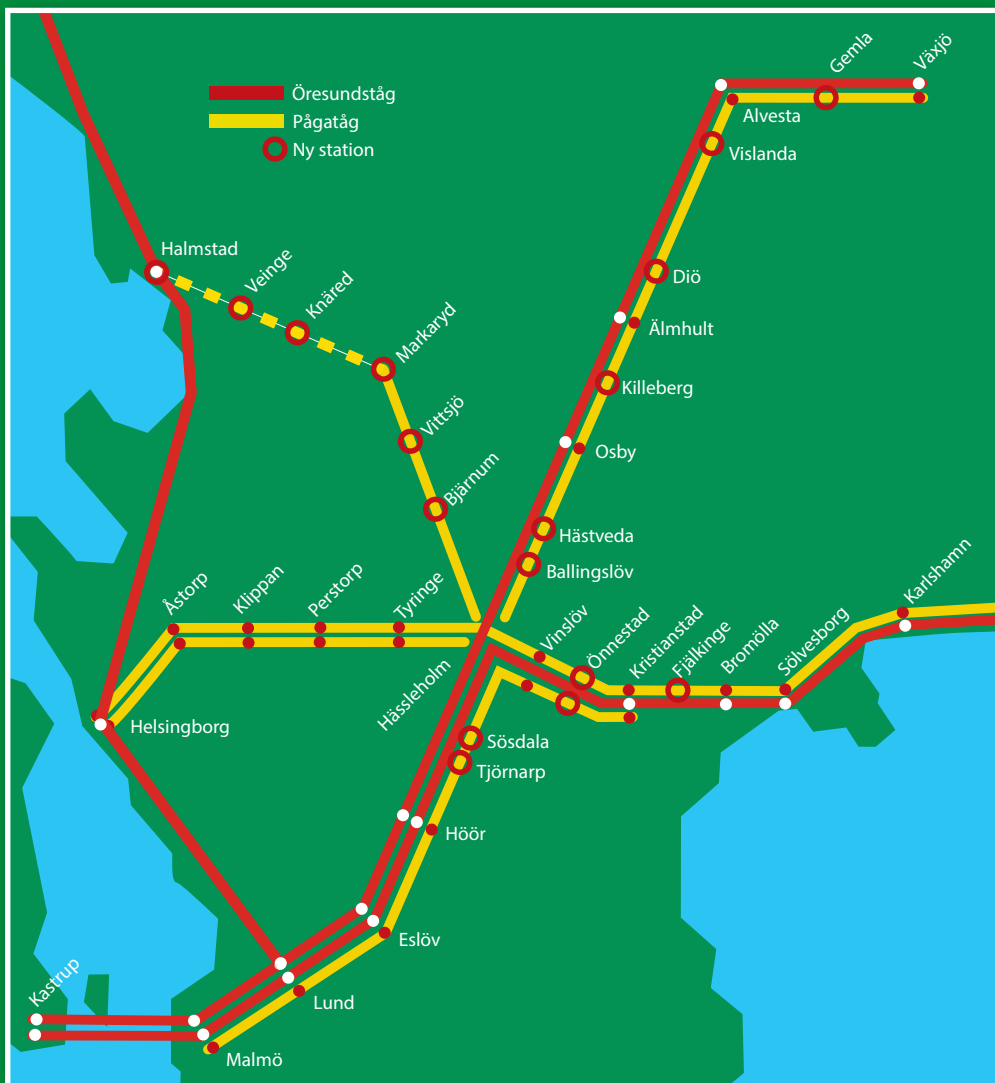 Gemla
Växjö
Öresundståg
Pågatåg
Ny station
Alvesta
Vislanda
Halmstad
Veinge
Knäred
Markaryd
Diö
Älmhult
Killeberg
Vittsjö
Osby
Bjärnum
Hästveda
Ballingslöv
Åstorp
Klippan
Perstorp
Tyringe
Vinslöv
Önnestad
Kristianstad
Fjälkinge
Bromölla
Sölvesborg
Karlshamn
Hässleholm
Helsingborg
Sösdala
Tjörnarp
Höör
Eslöv
Kastrup
Lund
Malmö